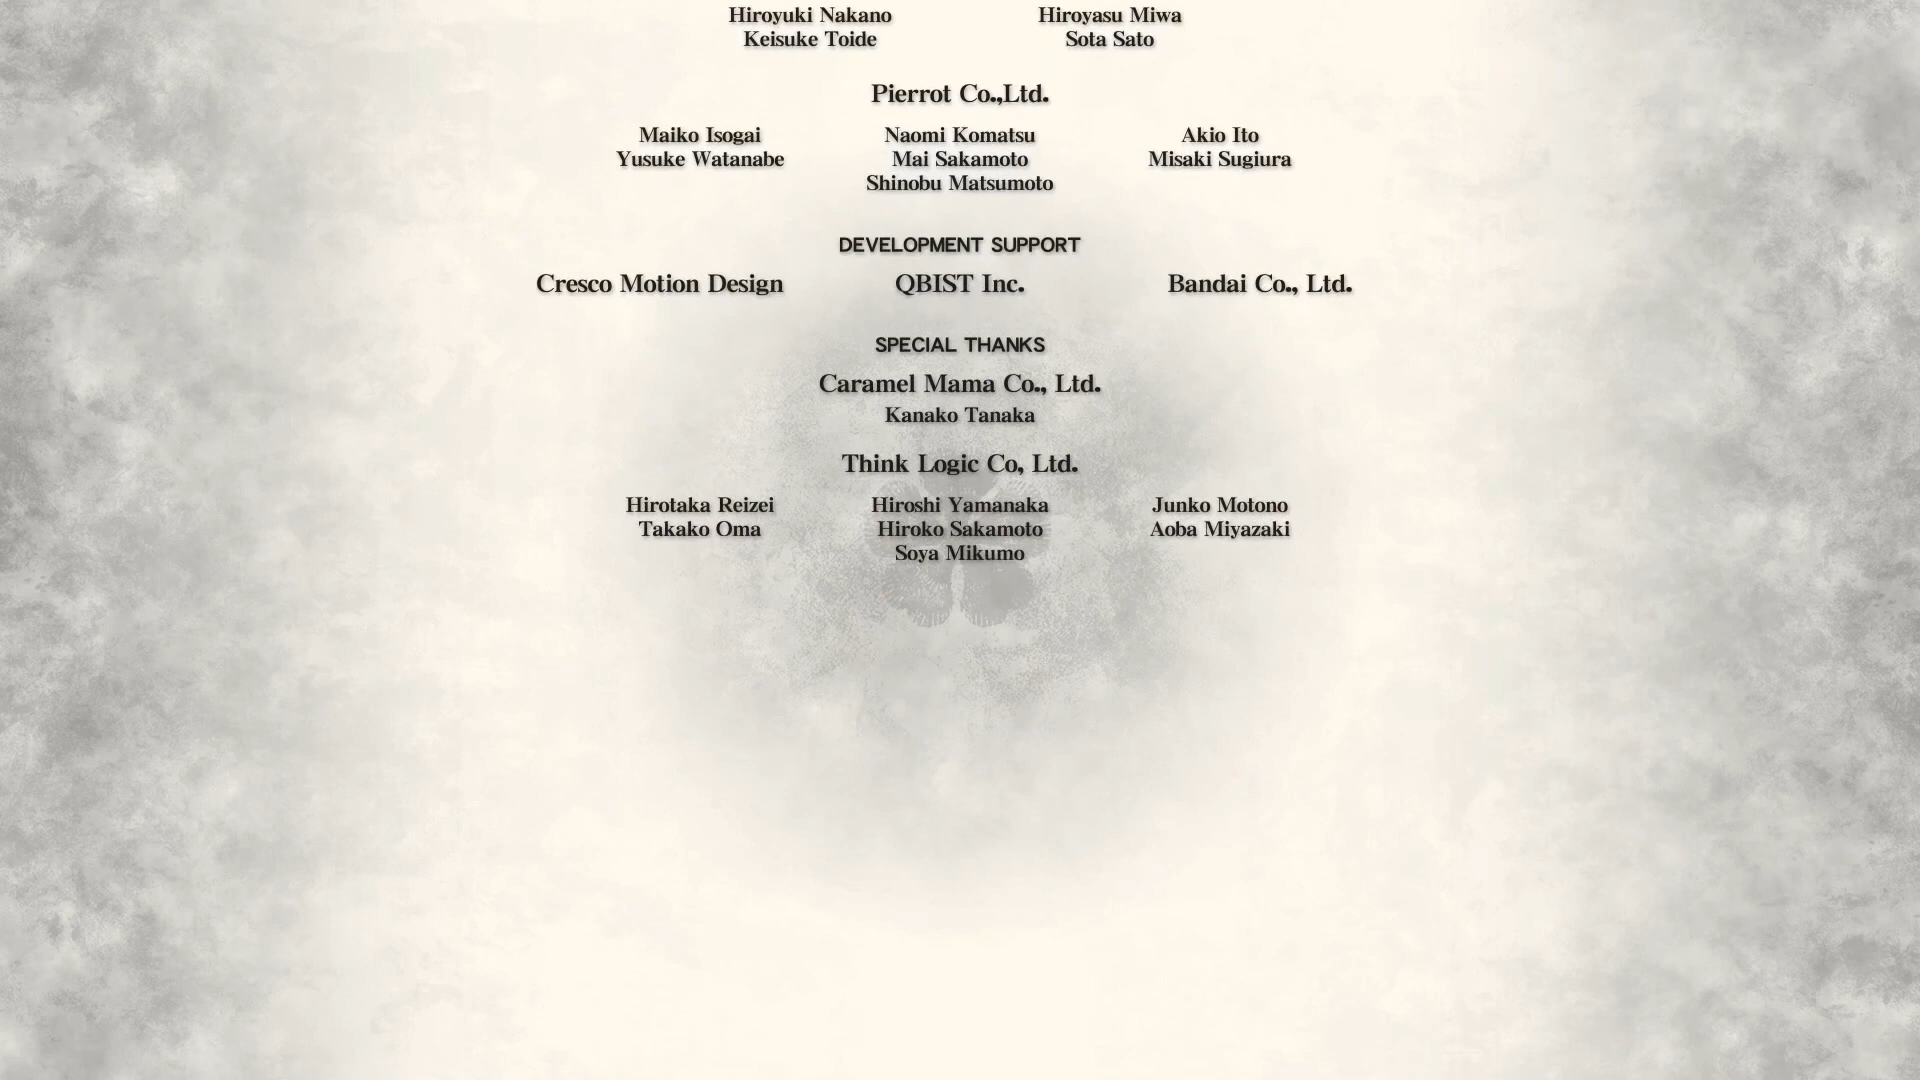 Hiroyuki Nakano Hiroyasu Miwa
Keisuke Toide Sota Sato
Pierrot Co.,Ltd.
Maiko Isogai Naomi Komatsu Akio Ito
Yusuke Watanabe Mai Sakamoto Misaki Sugiura
Shinobu Matsumoto
DEVELOPMENT SUPPORT
Cresco Motion Design QBIST Inc. Bandai Co., Ltd.
SPECIAL THANKS
Caramel Mama Co., Ltd.
Kanako Tanaka
Think Logic Co, Ltd.
Hirotaka Reizei Hiroshi Yamanaka Junko Motono
Takako Oma Hiroko Sakamoto Aoba Miyazaki
Soya Mikumo